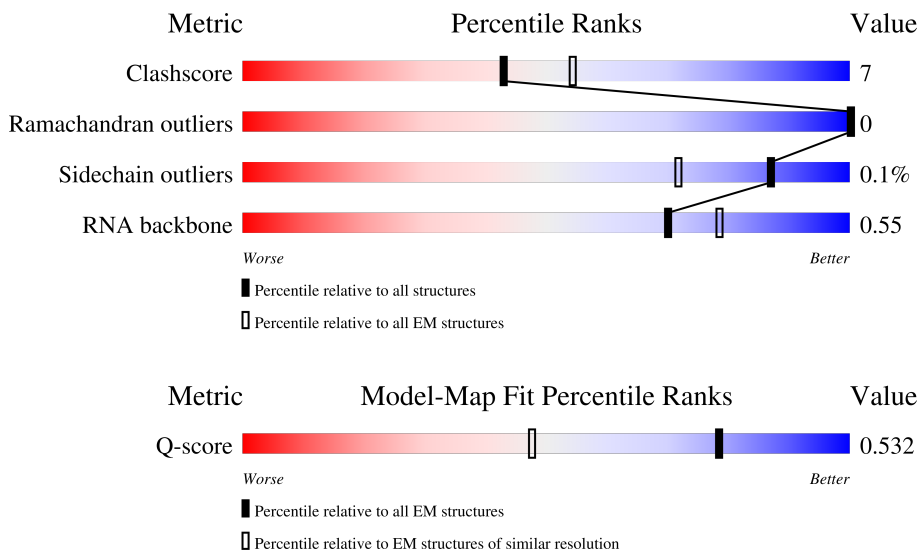 Metric Percentile Ranks Value
Clashscore 7
Ramachandran outliers 0
Sidechain outliers 0.1%
RNA backbone 0.55
Worse Better
Percentile relative to all structures
Percentile relative to all EM structures
Metric Model-Map Fit Percentile Ranks Value
Q-score 0.532
Worse Better
Percentile relative to all EM structures
Percentile relative to EM structures of similar resolution